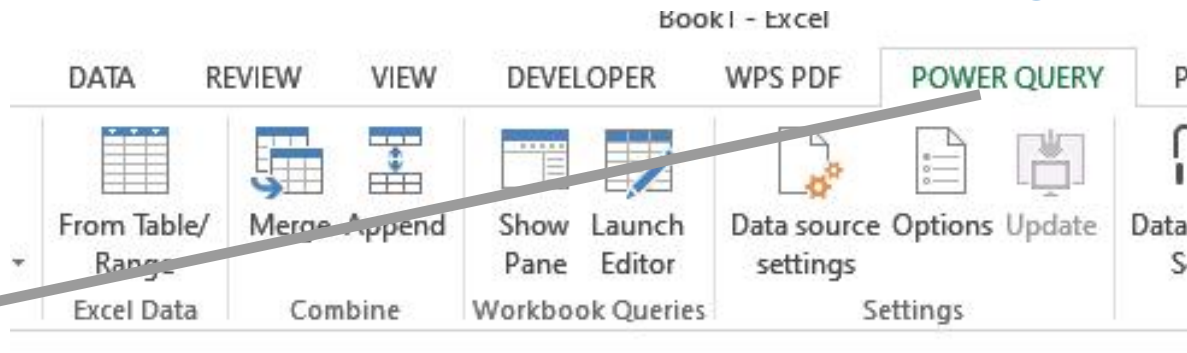 Book1 - Excel
DATA REVIEW VIEW DEVELOPER WPS PDF POWER QUERY P
From Table/ Merge Append Show Launch Data source Options Update Data
Range Pane Editor settings S
Excel Data Combine Workbook Queries Settings